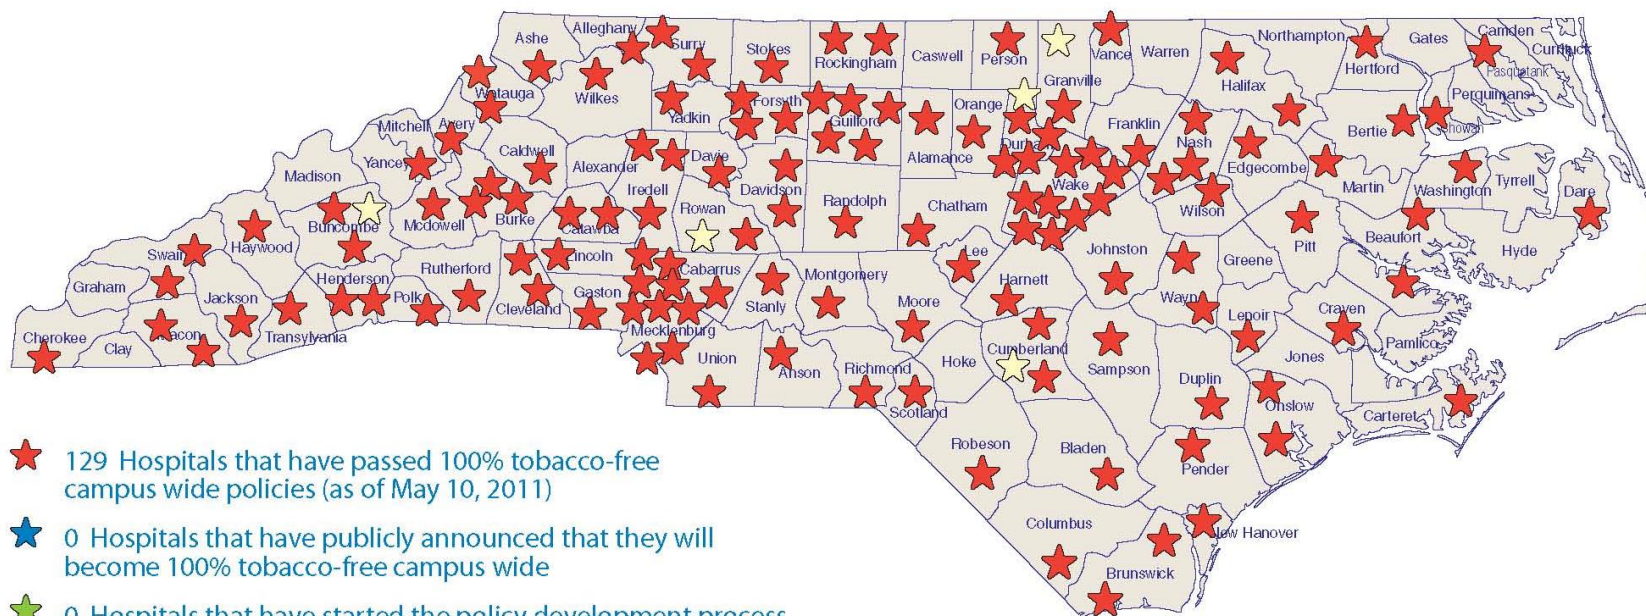 Ashe
Alleghany
Surry
Stokes
Rockingham
Caswell
Person
Granville
Vance
Warren
Northampton
Gates
Camden
Currituck
Pasquotank
Perquimans
Chowan
Hertford
Halifax
Bertie
Watauga
Wilkes
Yadkin
Forsyth
Guilford
Alamance
Orange
Durham
Franklin
Nash
Edgecombe
Martin
Washington
Tyrrell
Dare
Mitchell
Avery
Yancey
Caldwell
Alexander
Iredell
Davie
Davidson
Randolph
Chatham
Wake
Wilson
Pitt
Beaufort
Hyde
Madison
Buncombe
Mcdowell
Burke
Catawba
Rowan
Haywood
Swain
Graham
Jackson
Henderson
Rutherford
Polk
Cleveland
Lincoln
Gaston
Cabarrus
Mecklenburg
Stanly
Montgomery
Moore
Lee
Harnett
Johnston
Wayne
Greene
Lenoir
Craven
Pamlico
Jones
Cherokee
Clay
Macon
Transylvania
Union
Anson
Richmond
Scotland
Hoke
Cumberland
Sampson
Duplin
Onslow
Carteret
Robeson
Bladen
Pender
Columbus
New Hanover
Brunswick
129 Hospitals that have passed 100% tobacco-free
campus wide policies (as of May 10, 2011)
0 Hospitals that have publicly announced that they will
become 100% tobacco-free campus wide
0 Hospitals that have started the policy development process